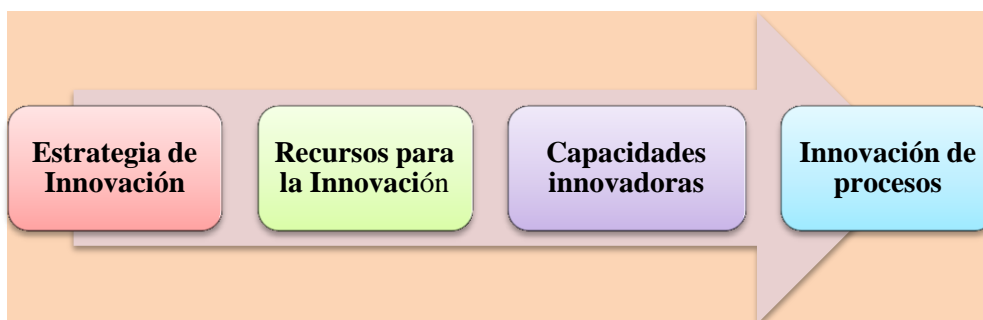 Estrategia de
Innovación
Recursos para
la Innovación
Capacidades
innovadoras
Innovación de
procesos